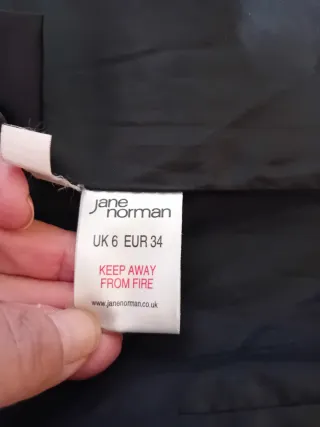 jane
norman
UK 6 EUR 34
KEEP AWAY
FROM FIRE
www.janenorman.co.uk